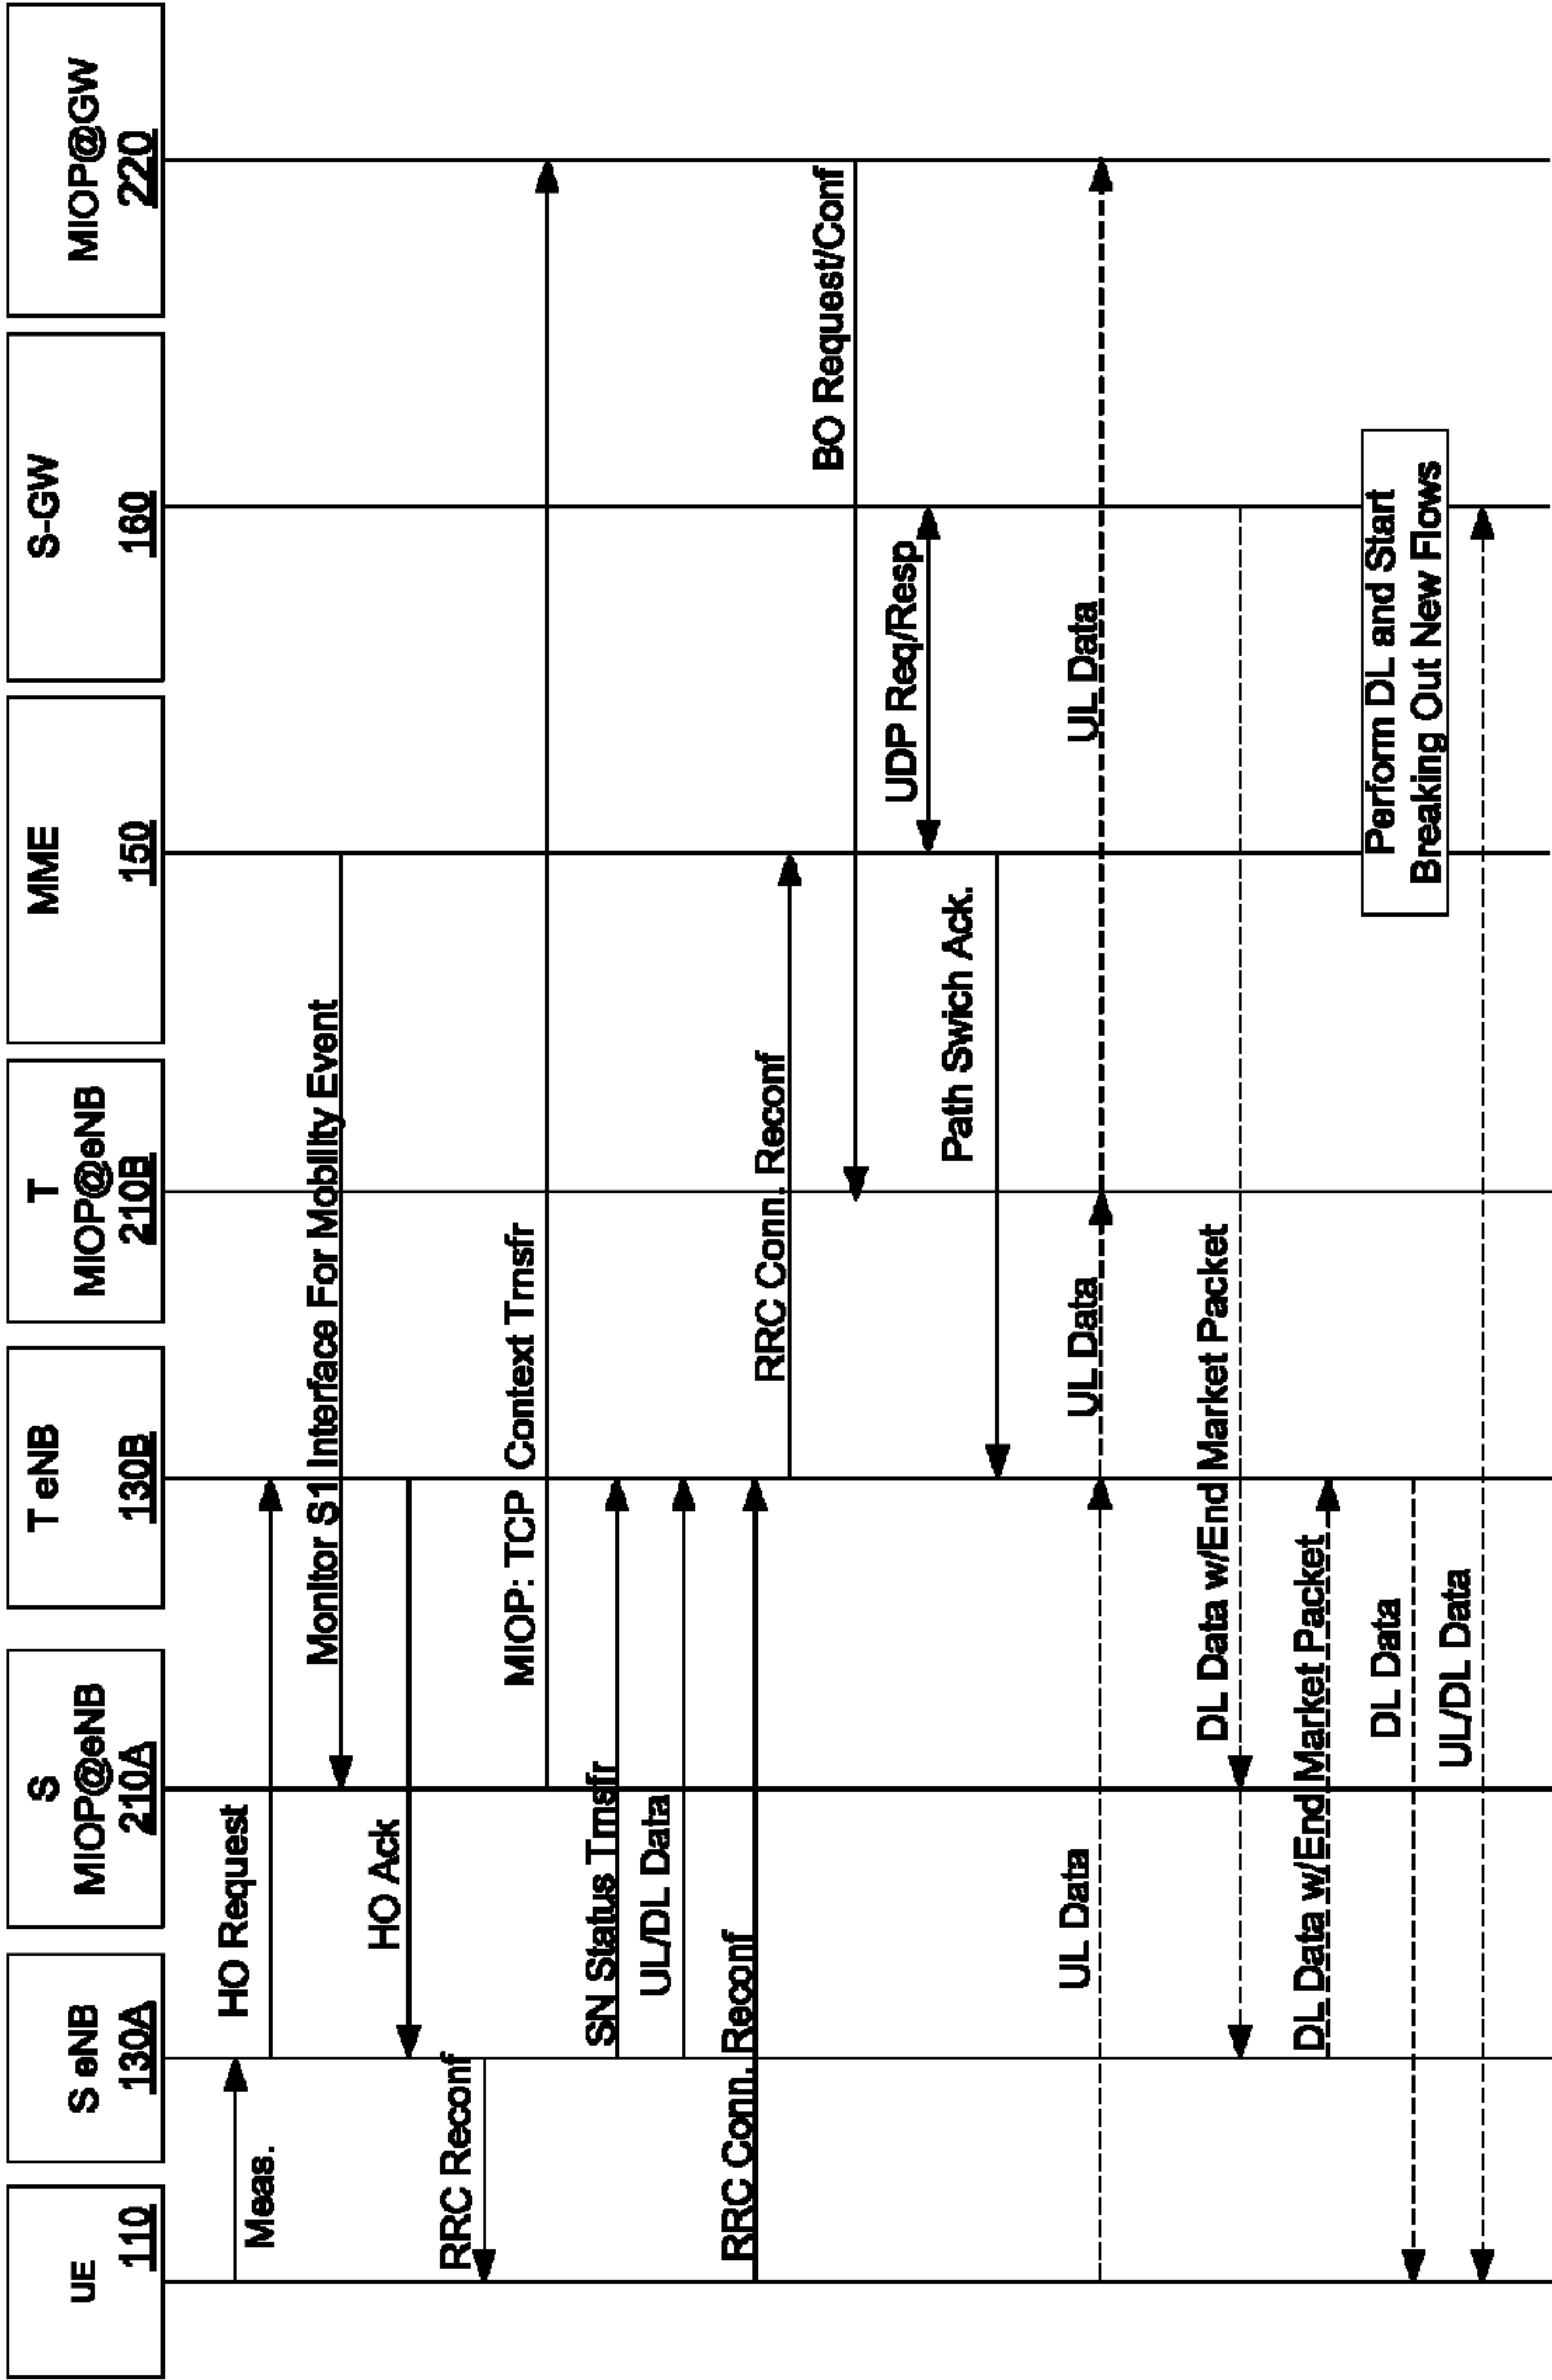 UE
110
S eNB
130A
S
MIOP@eNB
210A
T eNB
130B
T
MIOP@eNB
210B
MME
150
S-GW
160
MIOP@GW
220
Meas.
HO Request
Monitor S1 Interface For Mobility Event
HO Ack
RRC Reconf
MIOP: TCP Context Trnsfr
SN Status Trnsfr
UL/DL Data
RRC Conn. Reconf
RRC Conn. Reconf
BO Request/Conf
UDP Req/Resp
Path Swich Ack.
UL Data
UL Data
UL Data
DL Data w/End Market Packet
DL Data w/End Market Packet
Perform DL and Start
Breaking Out New Flows
DL Data
UL/DL Data